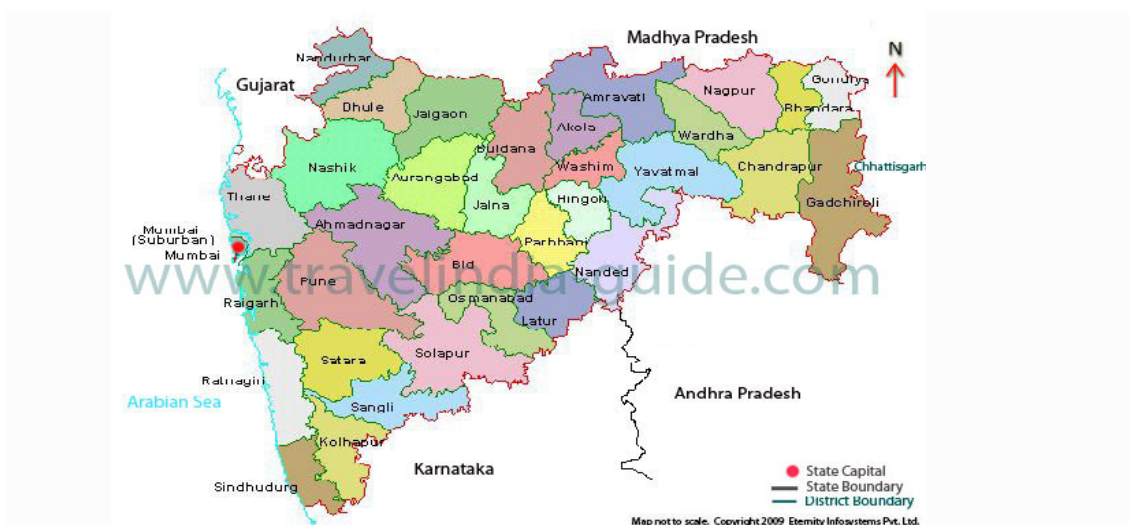 Madhya Pradesh
N
Nandurbar
Gujarat
Dhule
Jalgaon
Amravati
Nagpur
Gondiya
Bhandara
Buldana
Akola
Wardha
Nashik
Aurangabad
Washim
Yavatmal
Chandrapur
Chhattisgarh
Thane
Jalna
Hingoli
Gadchiroli
Ahmadnagar
Mumbai
(Suburban)
Mumbai
Parbhani
Bid
Nanded
www.travelindia-guide.com
Pune
Raigarh
Osmanabad
Latur
Satara
Solapur
Ratnagiri
Arabian Sea
Sangli
Andhra Pradesh
Kolhapur
Karnataka
Sindhudurg
State Capital
State Boundary
District Boundary
Map not to scale. Copyright 2009 Eternity Infosystems Pvt. Ltd.